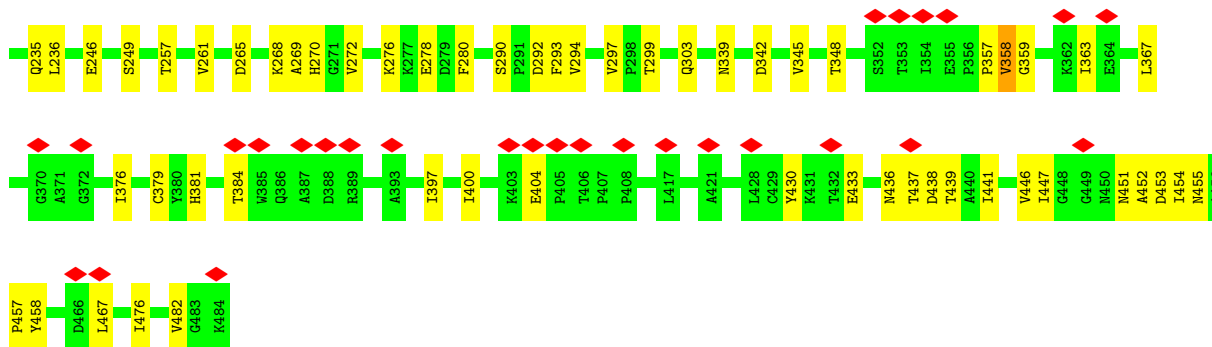 Q235 L236 E246 S249 T257 V261 D265 K268 A269 H270 G271 V272 K276 K277 E278 D279 F280 S290 P291 D292 F293 V294 V297 P298 T299 Q303 N339 D342 V345 T348 S352 T353 I354 E355 P356 P357 V358 G359 K362 I363 E364 L367
G370 A371 G372 I376 C379 Y380 H381 T384 W385 Q386 A387 D388 R389 A393 I397 I400 K403 E404 P405 T406 P407 P408 L417 A421 L428 C429 Y430 K431 T432 E433 N436 T437 D438 T439 A440 I441 V446 I447 G448 G449 N450 N451 A452 D453 I454 N455
P457 Y458 D466 L467 I476 V482 G483 K484